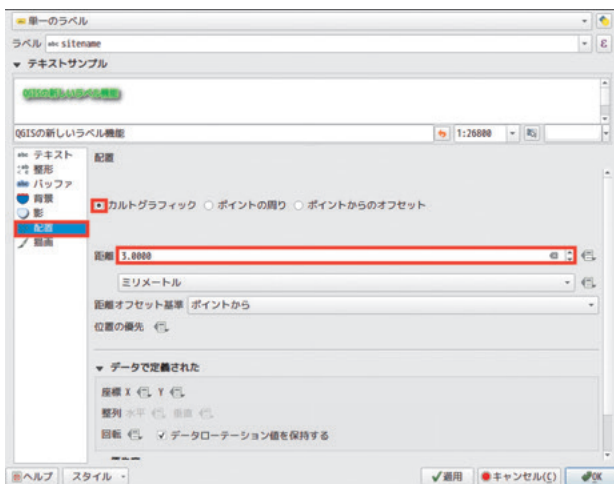 単一のラベル
ラベル abc sitename ε
テキストサンプル
QGISの新しいラベル機能
QGISの新しいラベル機能 1:26800
abc テキスト
整形
abc バッファ
背景
影
配置
描画
配置
カルトグラフィック ポイントの周り ポイントからのオフセット
距離 3.0000
ミリメートル
距離オフセット基準 ポイントから
位置の優先
データで定義された
座標 X Y
整列 水平 垂直
回転 データローテーション値を保持する
ヘルプ スタイル 適用 キャンセル(C) OK